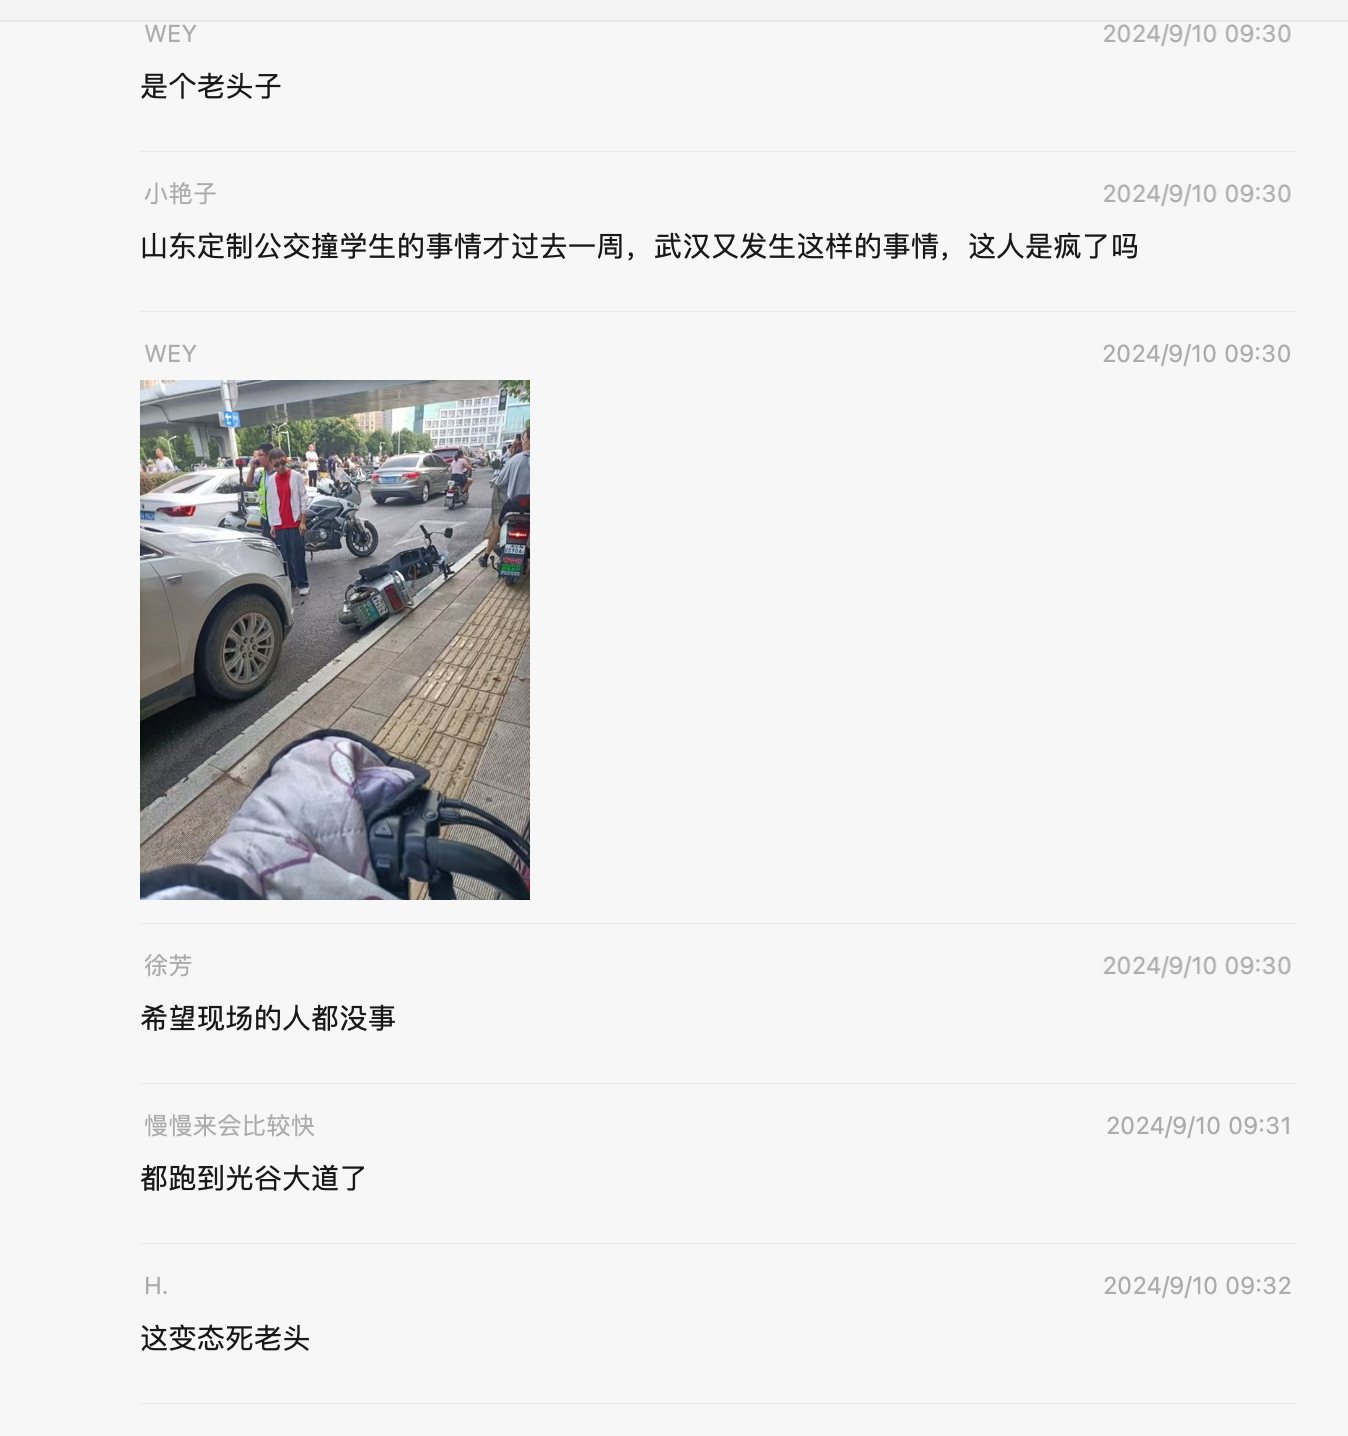 WEY 2024/9/10 09:30
是个老头子
小艳子 2024/9/10 09:30
山东定制公交撞学生的事情才过去一周，武汉又发生这样的事情，这人是疯了吗
WEY 2024/9/10 09:30
徐芳 2024/9/10 09:30
希望现场的人都没事
慢慢来会比较快 2024/9/10 09:31
都跑到光谷大道了
H. 2024/9/10 09:32
这变态死老头